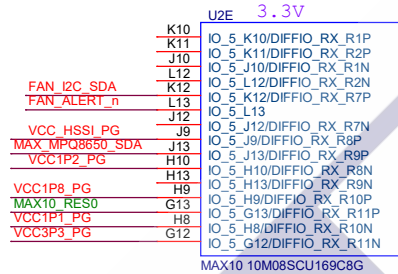 U2E 3.3V
K10 IO_5_K10/DIFFIO_RX_R1P
K11 IO_5_K11/DIFFIO_RX_R2P
J10 IO_5_J10/DIFFIO_RX_R1N
L12 IO_5_L12/DIFFIO_RX_R2N
FAN_I2C_SDA K12 IO_5_K12/DIFFIO_RX_R7P
FAN_ALERT_n L13 IO_5_L13
J12 IO_5_J12/DIFFIO_RX_R7N
VCC_HSSI_PG J9 IO_5_J9/DIFFIO_RX_R8P
MAX_MPQ8650_SDA J13 IO_5_J13/DIFFIO_RX_R9P
VCC1P2_PG H10 IO_5_H10/DIFFIO_RX_R8N
H13 IO_5_H13/DIFFIO_RX_R9N
VCC1P8_PG H9 IO_5_H9/DIFFIO_RX_R10P
MAX10_RES0 G13 IO_5_G13/DIFFIO_RX_R11P
VCC1P1_PG H8 IO_5_H8/DIFFIO_RX_R10N
VCC3P3_PG G12 IO_5_G12/DIFFIO_RX_R11N
MAX10 10M08SCU169C8G